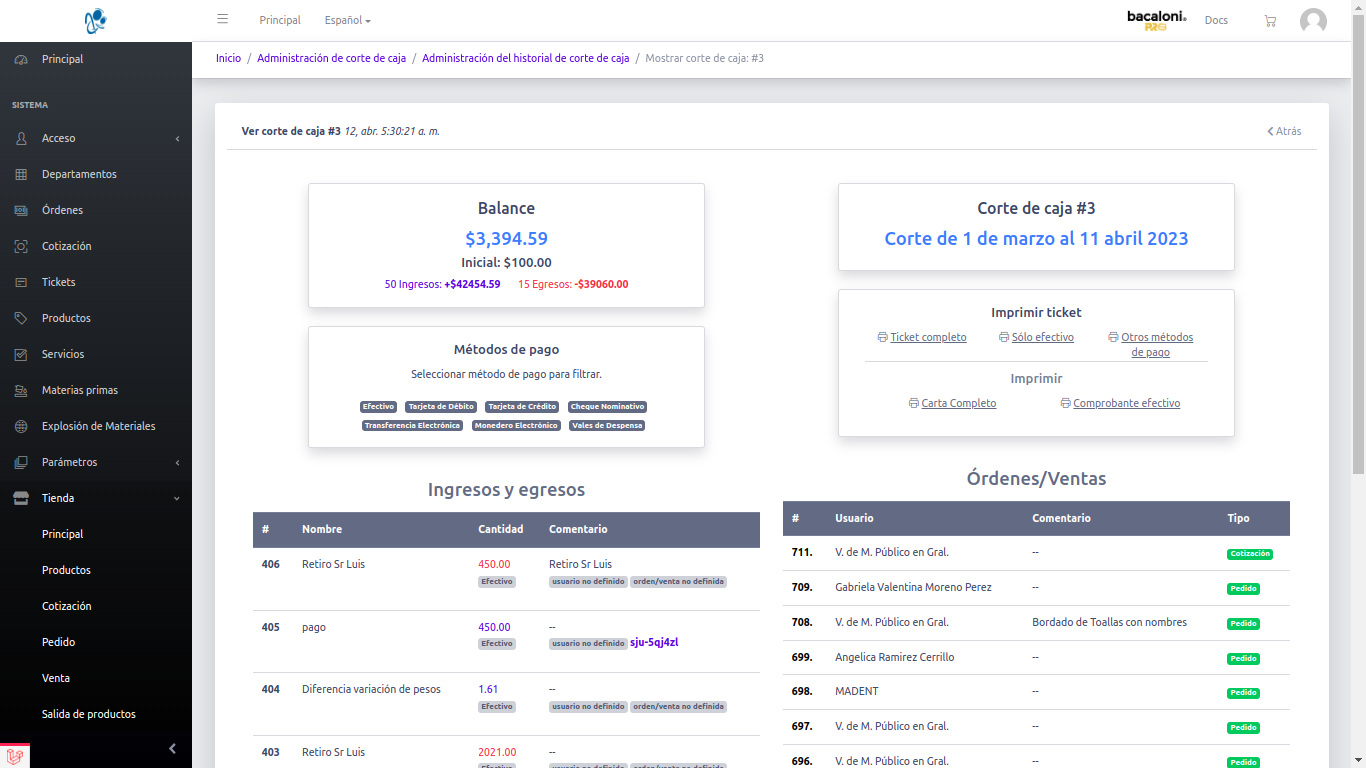 Principal
Español
bacaloni®
PRO
Docs
Inicio / Administración de corte de caja / Administración del historial de corte de caja / Mostrar corte de caja: #3
Principal
SISTEMA
Acceso
Departamentos
Órdenes
Cotización
Tickets
Productos
Servicios
Materias primas
Explosión de Materiales
Parámetros
Tienda
Principal
Productos
Cotización
Pedido
Venta
Salida de productos
Ver corte de caja #3 12, abr. 5:30:21 a. m.
Atrás
Balance
$3,394.59
Inicial: $100.00
50 Ingresos: +$42454.59 15 Egresos: -$39060.00
Métodos de pago
Seleccionar método de pago para filtrar.
Efectivo Tarjeta de Débito Tarjeta de Crédito Cheque Nominativo
Transferencia Electrónica Monedero Electrónico Vales de Despensa
Corte de caja #3
Corte de 1 de marzo al 11 abril 2023
Imprimir ticket
Ticket completo Sólo efectivo Otros métodos
de pago
Imprimir
Carta Completo Comprobante efectivo
Ingresos y egresos
# Nombre Cantidad Comentario
406 Retiro Sr Luis 450.00 Retiro Sr Luis
Efectivo usuario no definido orden/venta no definida
405 pago 450.00 --
Efectivo usuario no definido sju-5qj4zl
404 Diferencia variación de pesos 1.61 --
Efectivo usuario no definido orden/venta no definida
403 Retiro Sr Luis 2021.00 --
Efectivo usuario no definido orden/venta no definida
Órdenes/Ventas
# Usuario Comentario Tipo
711. V. de M. Público en Gral. -- Cotización
709. Gabriela Valentina Moreno Perez -- Pedido
708. V. de M. Público en Gral. Bordado de Toallas con nombres Pedido
699. Angelica Ramirez Cerrillo -- Pedido
698. MADENT -- Pedido
697. V. de M. Público en Gral. -- Pedido
696. V. de M. Público en Gral. -- Pedido